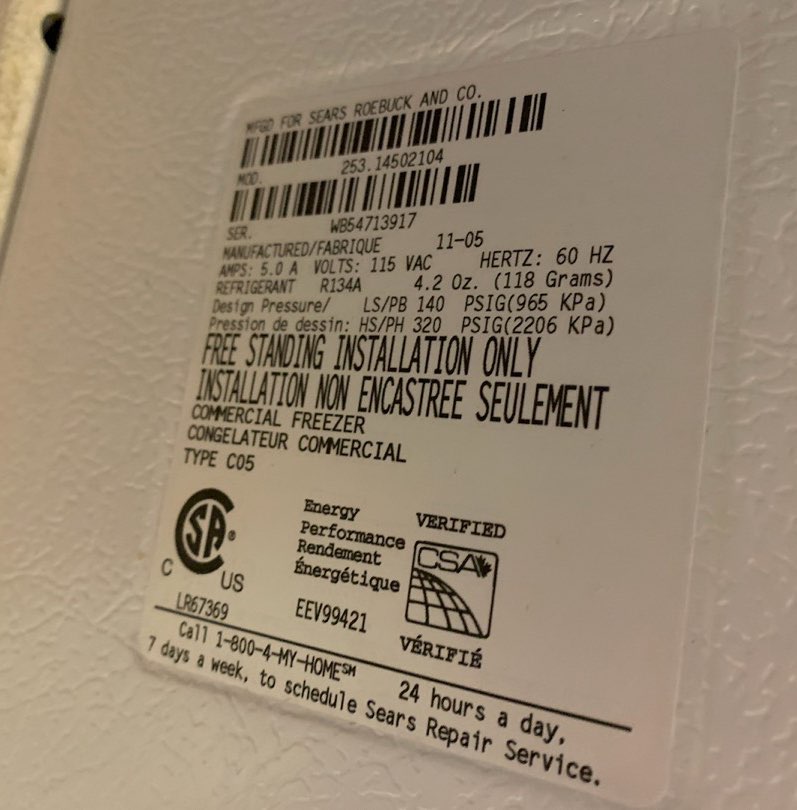 MFGD FOR SEARS ROEBUCK AND CO.
MOD. 253.14502104
SER. WB54713917
MANUFACTURED/FABRIQUE 11-05
AMPS: 5.0 A VOLTS: 115 VAC HERTZ: 60 HZ
REFRIGERANT R134A 4.2 Oz. (118 Grams)
Design Pressure/ LS/PB 140 PSIG(965 KPa)
Pression de dessin: HS/PH 320 PSIG(2206 KPa)
FREE STANDING INSTALLATION ONLY
INSTALLATION NON ENCASTREE SEULEMENT
COMMERCIAL FREEZER
CONGELATEUR COMMERCIAL
TYPE C05
CSA®
C US
LR67369
Energy
Performance
Rendement
Énergétique
EEV99421
VERIFIED
CSA
VÉRIFIÉ
Call 1-800-4-MY-HOME℠ 24 hours a day,
7 days a week, to schedule Sears Repair Service.